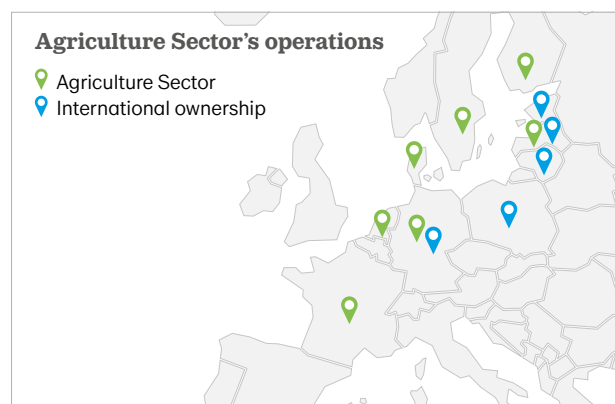 Agriculture Sector's operations
Agriculture Sector
International ownership